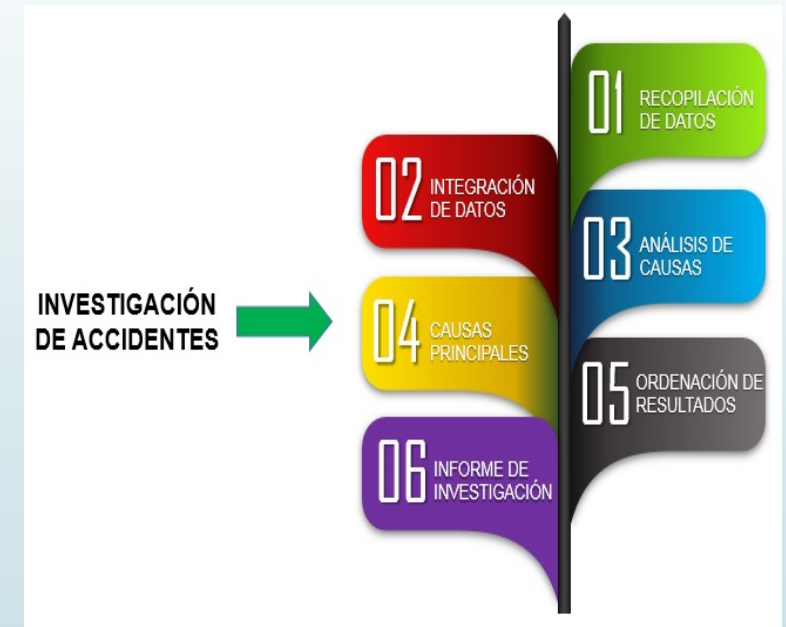 INVESTIGACIÓN
DE ACCIDENTES
01
RECOPILACIÓN
DE DATOS
02
INTEGRACIÓN
DE DATOS
03
ANÁLISIS DE
CAUSAS
04
CAUSAS
PRINCIPALES
05
ORDENACIÓN DE
RESULTADOS
06
INFORME DE
INVESTIGACIÓN